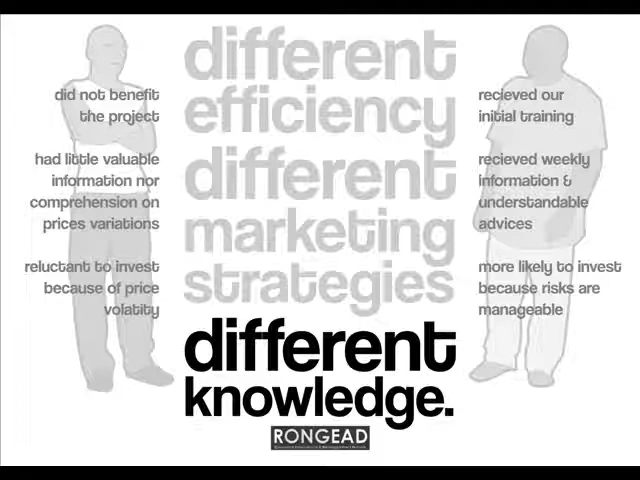 different
efficiency
different
marketing
strategies
different
knowledge.
did not benefit
the project
had little valuable
information nor
comprehension on
prices variations
reluctant to invest
because of price
volatity
recieved our
initial training
recieved weekly
information &
understandable
advices
more likely to invest
because risks are
manageable
RONGEAD